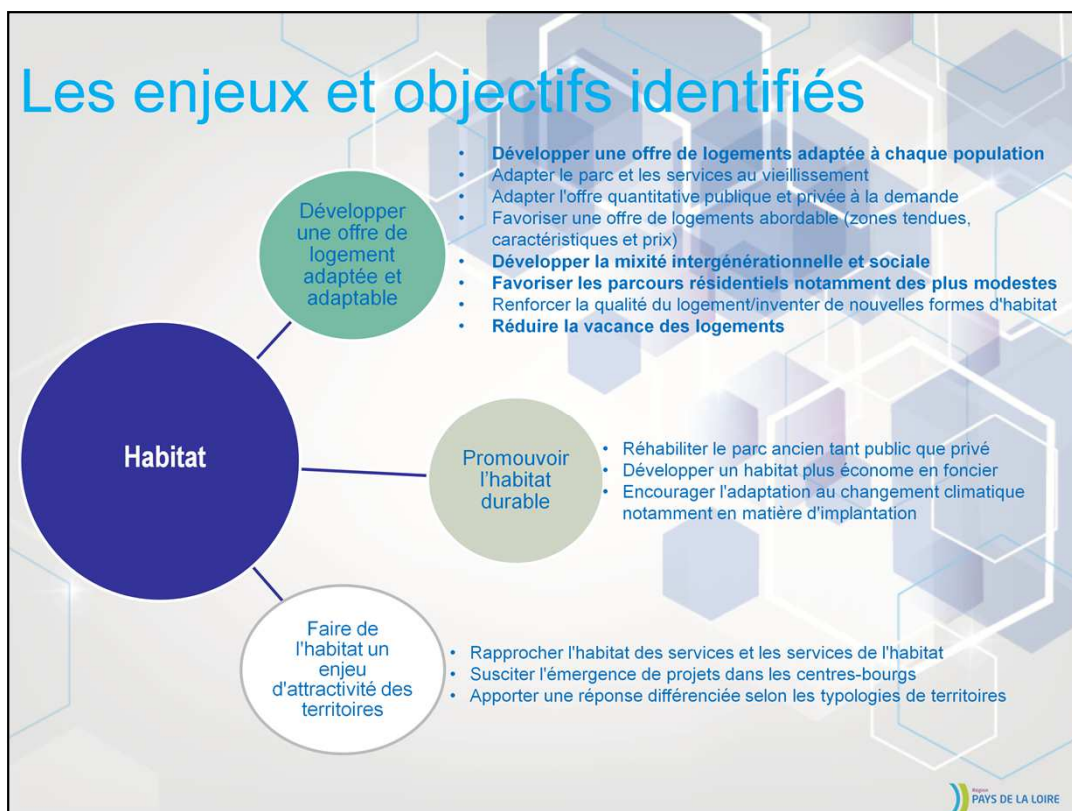 Les enjeux et objectifs identifiés
Développer
une offre de
logement
adaptée et
adaptable
• Développer une offre de logements adaptée à chaque population
• Adapter le parc et les services au vieillissement
• Adapter l'offre quantitative publique et privée à la demande
• Favoriser une offre de logements abordable (zones tendues,
caractéristiques et prix)
• Développer la mixité intergénérationnelle et sociale
• Favoriser les parcours résidentiels notamment des plus modestes
• Renforcer la qualité du logement/inventer de nouvelles formes d'habitat
• Réduire la vacance des logements
Habitat
Promouvoir
l'habitat
durable
• Réhabiliter le parc ancien tant public que privé
• Développer un habitat plus économe en foncier
• Encourager l'adaptation au changement climatique
notamment en matière d'implantation
Faire de
l'habitat un
enjeu
d'attractivité des
territoires
• Rapprocher l'habitat des services et les services de l'habitat
• Susciter l'émergence de projets dans les centres-bourgs
• Apporter une réponse différenciée selon les typologies de territoires
Région
PAYS DE LA LOIRE